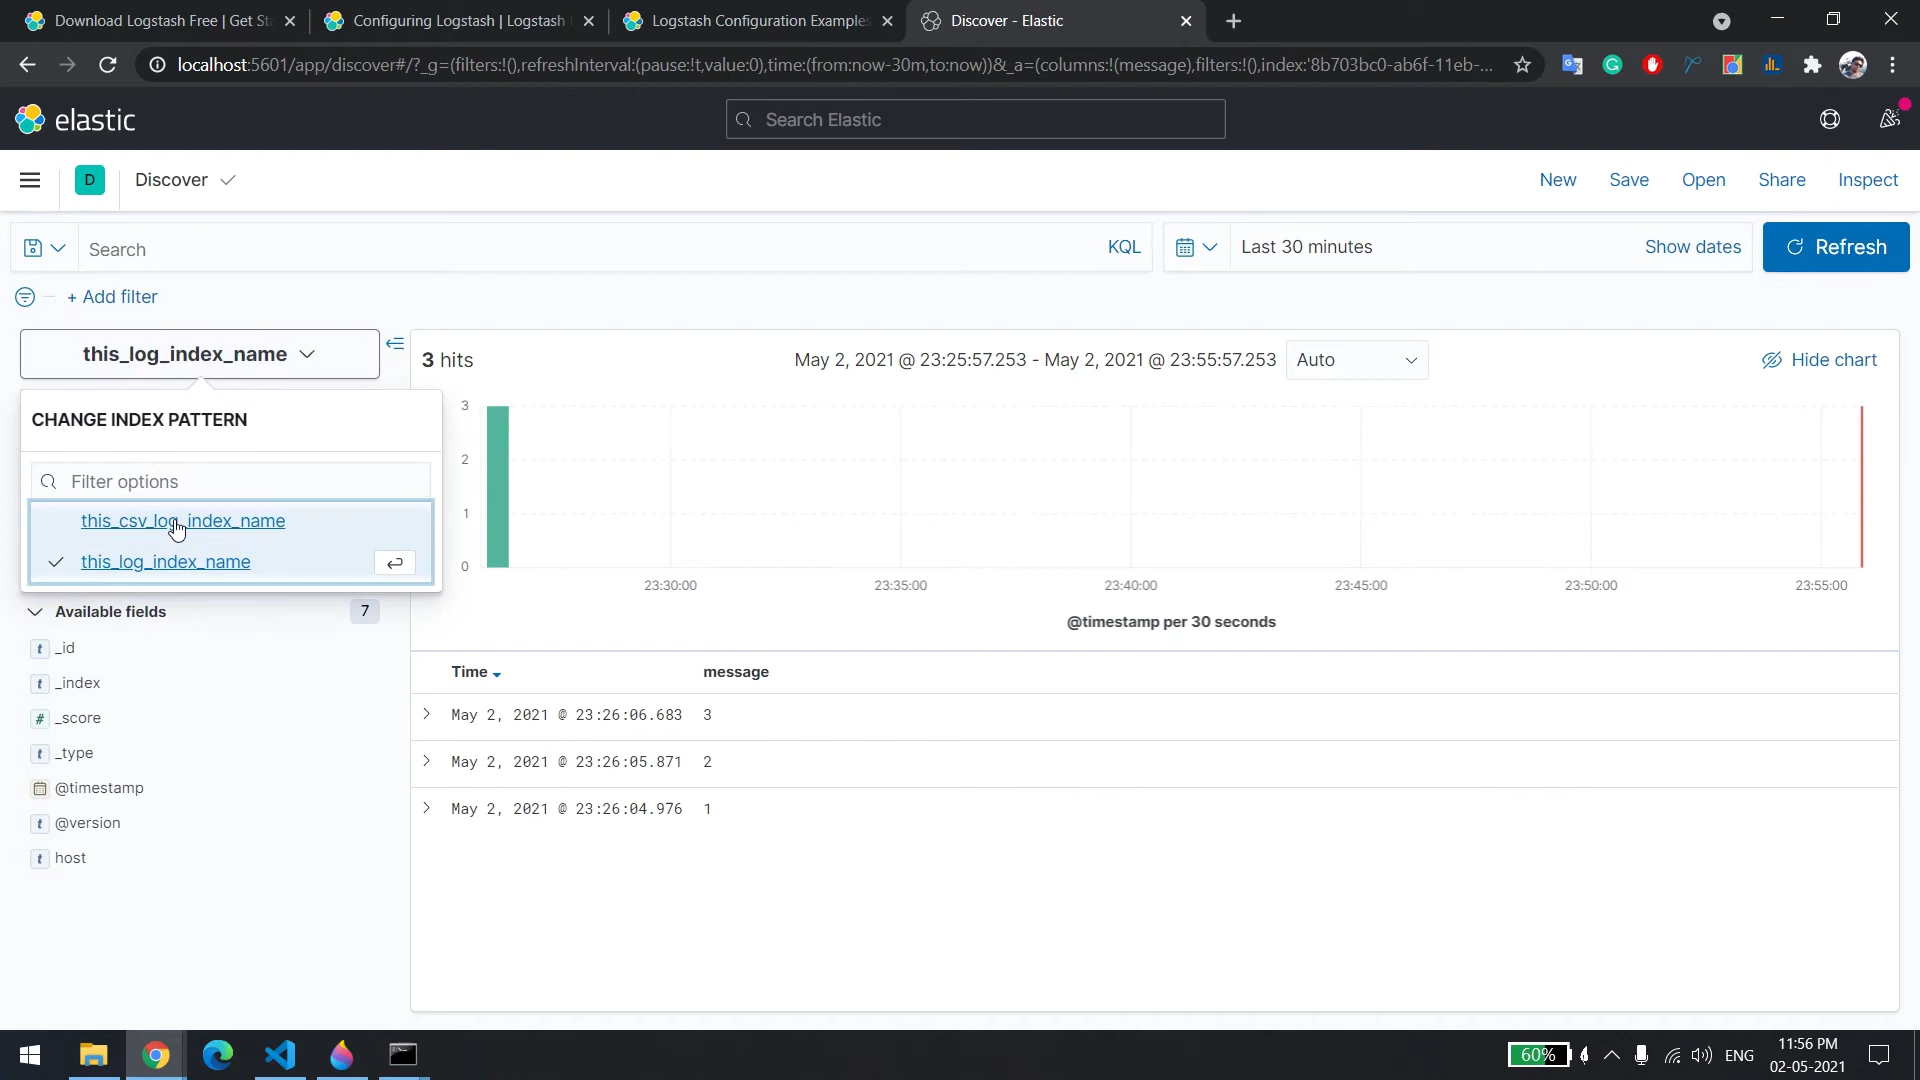 Download Logstash Free | Get Sta
Configuring Logstash | Logstash
Logstash Configuration Examples
Discover - Elastic
localhost:5601/app/discover#/?_g=(filters:!(),refreshInterval:(pause:!t,value:0),time:(from:now-30m,to:now))&_a=(columns:!(message),filters:!(),index:'8b703bc0-ab6f-11eb-...
elastic
Search Elastic
D
Discover
New
Save
Open
Share
Inspect
Search
KQL
Last 30 minutes
Show dates
Refresh
+ Add filter
this_log_index_name
CHANGE INDEX PATTERN
Filter options
this_csv_log_index_name
this_log_index_name
Available fields
7
t _id
t _index
# _score
t _type
@timestamp
t @version
t host
3 hits
May 2, 2021 @ 23:25:57.253 - May 2, 2021 @ 23:55:57.253
Auto
Hide chart
3
2
1
0
23:30:00
23:35:00
23:40:00
23:45:00
23:50:00
23:55:00
@timestamp per 30 seconds
Time
message
May 2, 2021 @ 23:26:06.683 3
May 2, 2021 @ 23:26:05.871 2
May 2, 2021 @ 23:26:04.976 1
60%
ENG
11:56 PM
02-05-2021